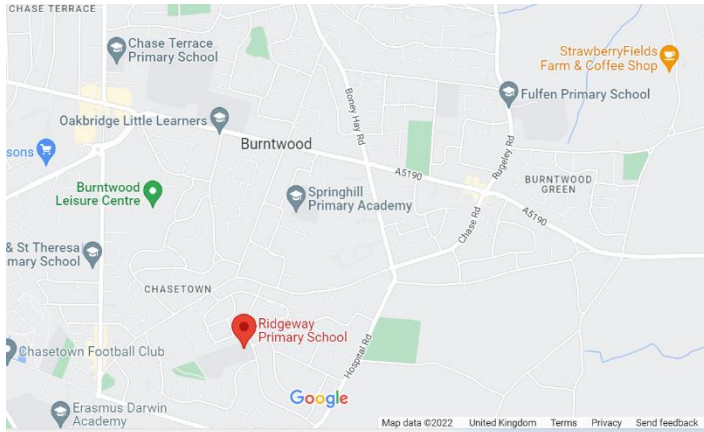 CHASE TERRACE
Chase Terrace
Primary School
StrawberryFields
Farm & Coffee Shop
Boney Hay Rd
Fulfen Primary School
Oakbridge Little Learners
Burntwood
sons
Rugeley Rd
A5190
Burntwood
Leisure Centre
Springhill
Primary Academy
BURNTWOOD
GREEN
A5190
Chase Rd
& St Theresa
mary School
CHASETOWN
Ridgeway
Primary School
Chasetown Football Club
Hospital Rd
Google
Erasmus Darwin
Academy
Map data ©2022 United Kingdom Terms Privacy Send feedback